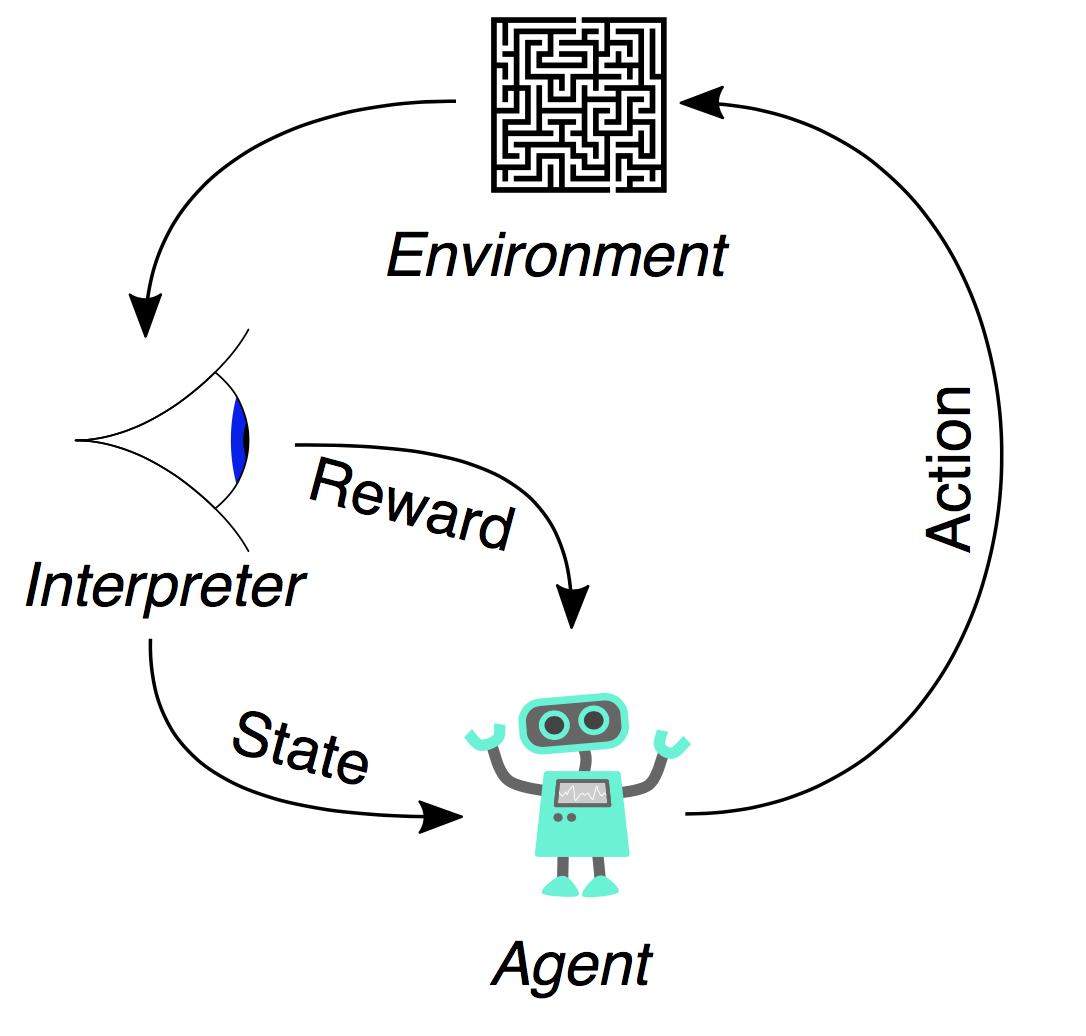 Environment
Action
Reward
Interpreter
State
Agent